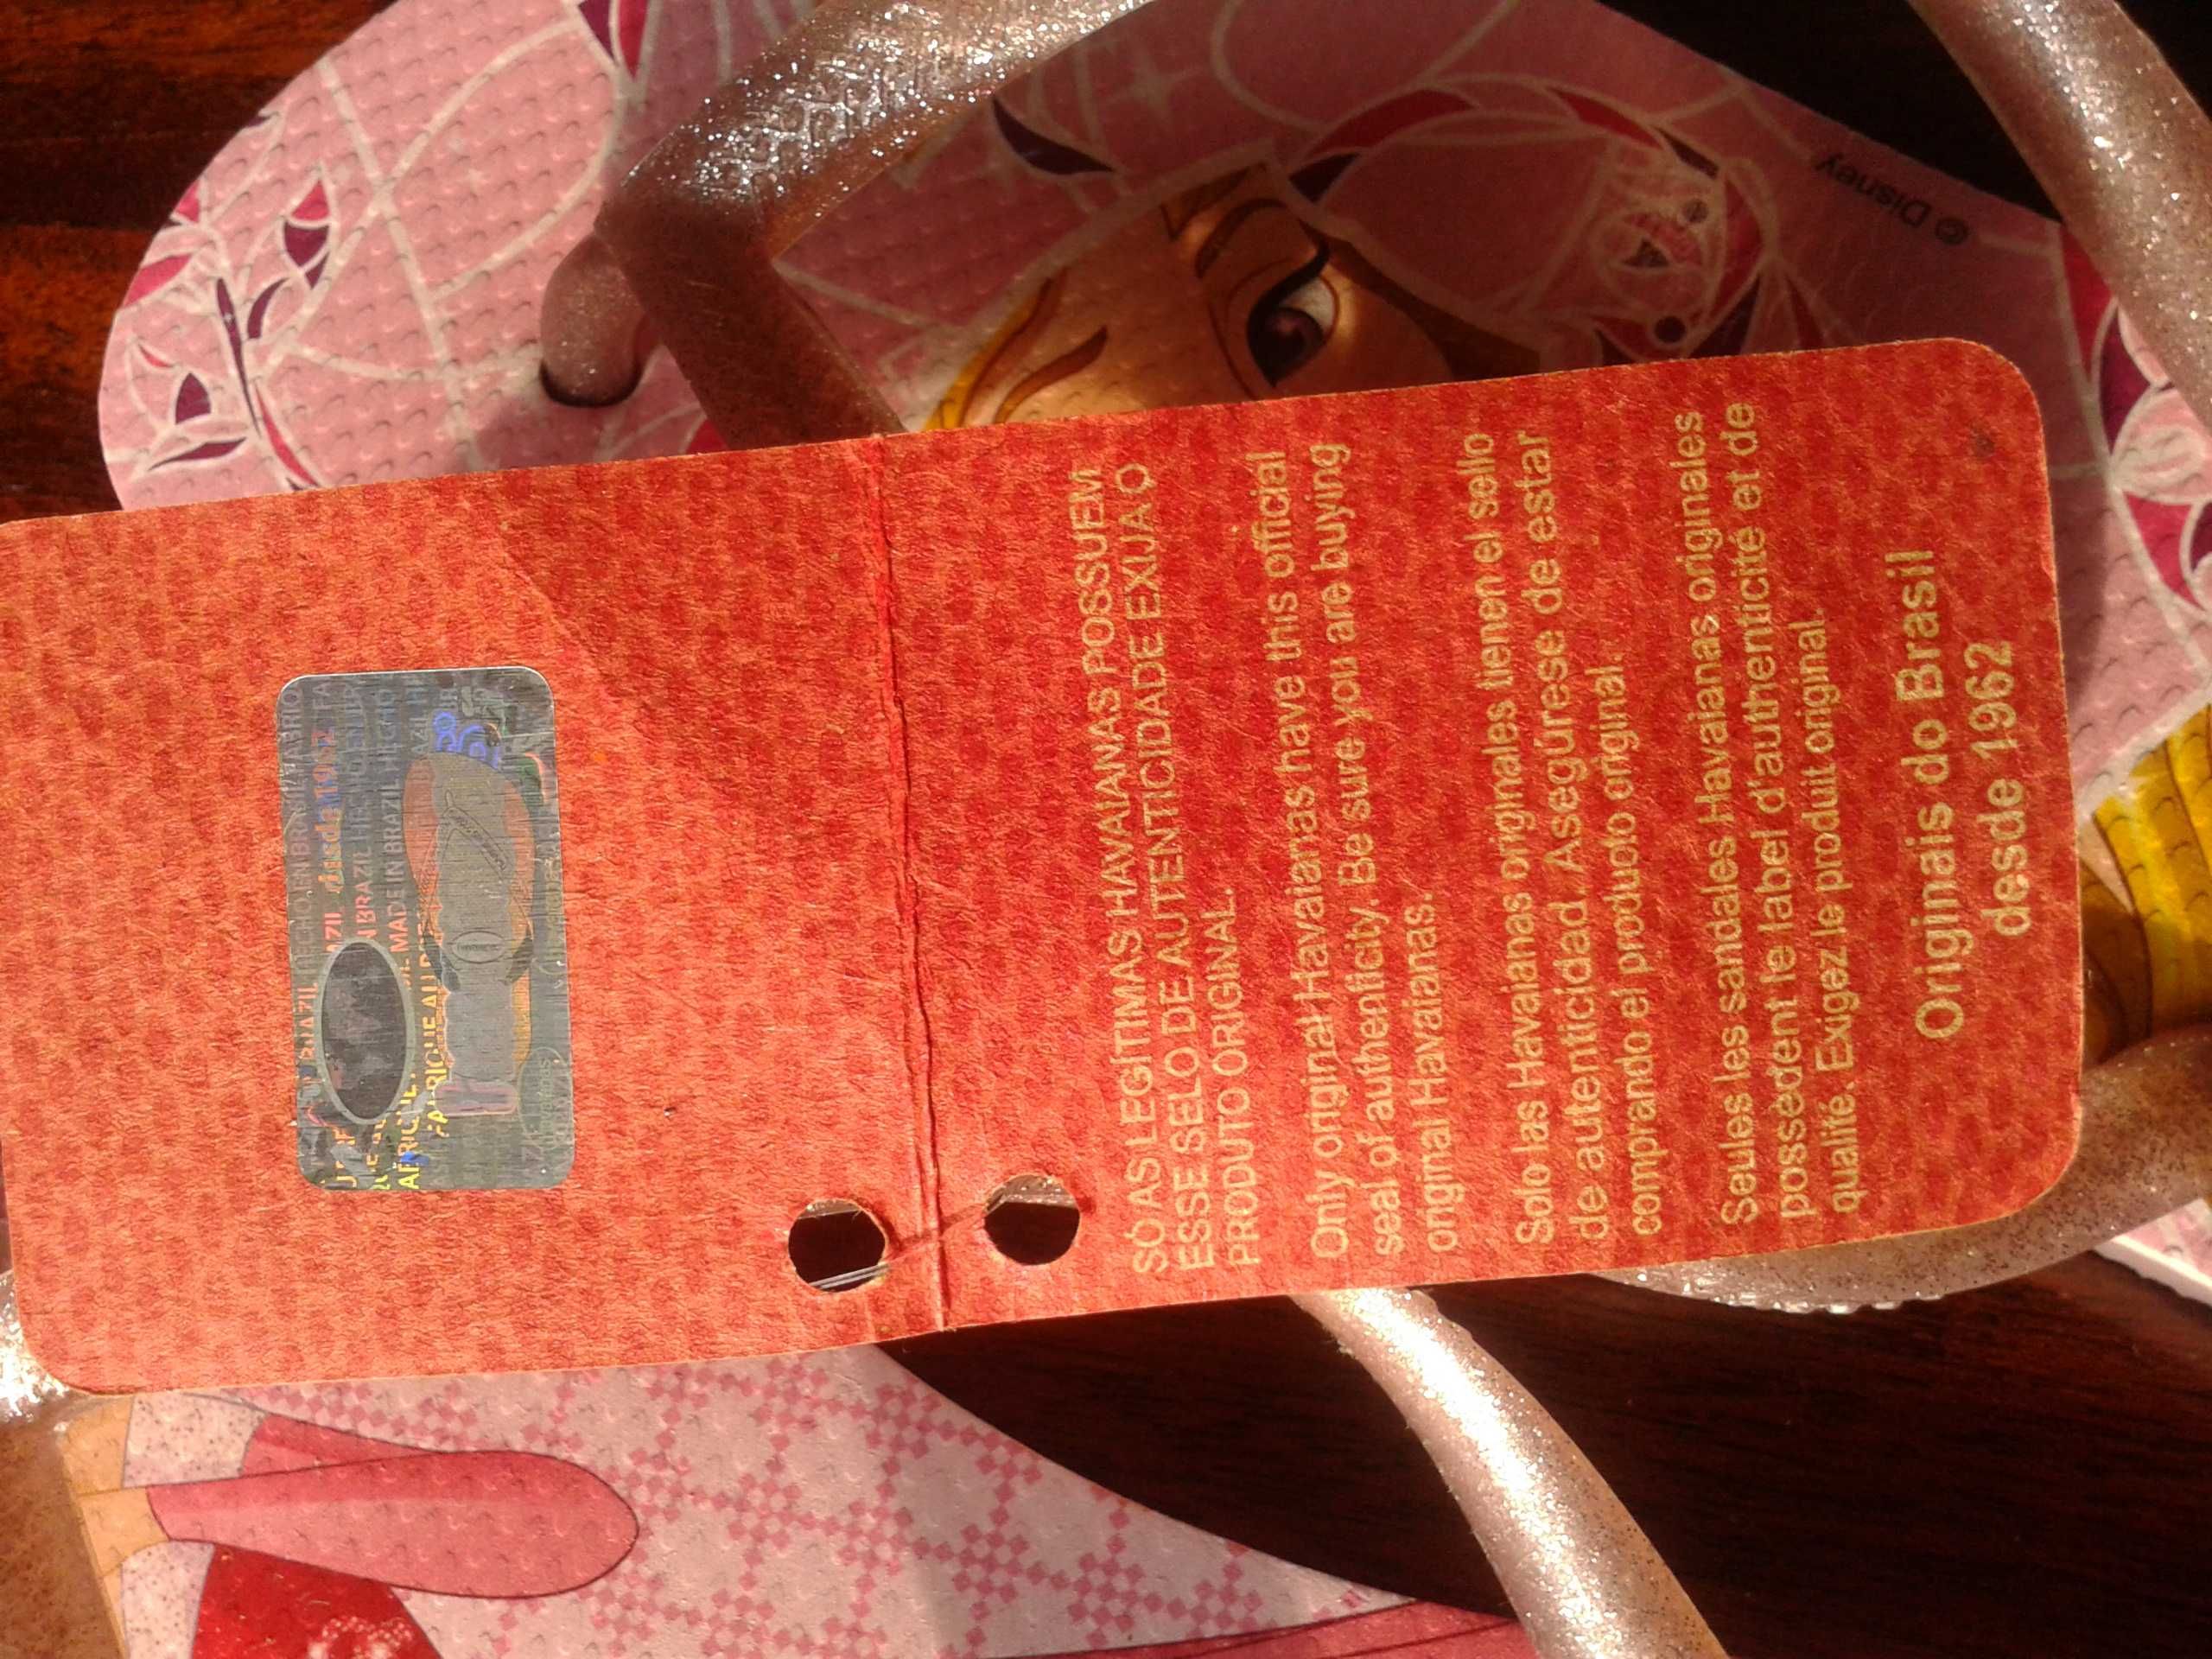 SÓ AS LEGÍTIMAS HAVAIANAS POSSUEM
ESSE SELO DE AUTENTICIDADE EXIJA O
PRODUTO ORIGINAL.
Only original Havaianas have this official
seal of authenticity. Be sure you are buying
original Havaianas.
Solo las Havaianas originales tienen el sello
de autenticidad. Asegúrese de estar
comprando el producto original.
Seules les sandales Havaianas originales
possèdent le label d'authenticité et de
qualité. Exigez le produit original.
Originais do Brasil
desde 1962
© Disney
MADE IN BRAZIL